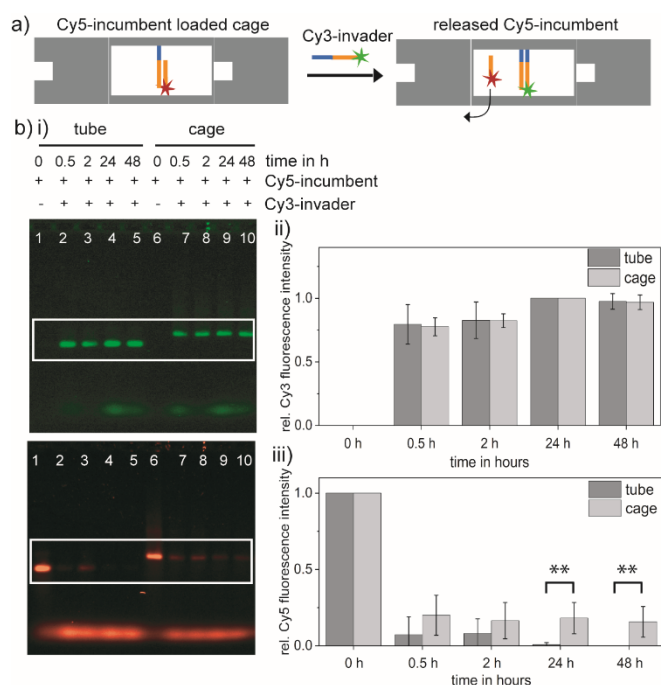 a) Cy5-incumbent loaded cage
Cy3-invader
released Cy5-incumbent
b) i) tube cage
0 0.5 2 24 48 0 0.5 2 24 48 time in h
+ + + + + + + + + + Cy5-incumbent
- + + + + - + + + + Cy3-invader
1 2 3 4 5 6 7 8 9 10
ii)
rel. Cy3 fluorescence intensity
1.0
0.5
0.0
tube
cage
0 h 0.5 h 2 h 24 h 48 h
time in hours
1 2 3 4 5 6 7 8 9 10
iii)
rel. Cy5 fluorescence intensity
1.0
0.5
0.0
tube
cage
** **
0 h 0.5 h 2 h 24 h 48 h
time in hours